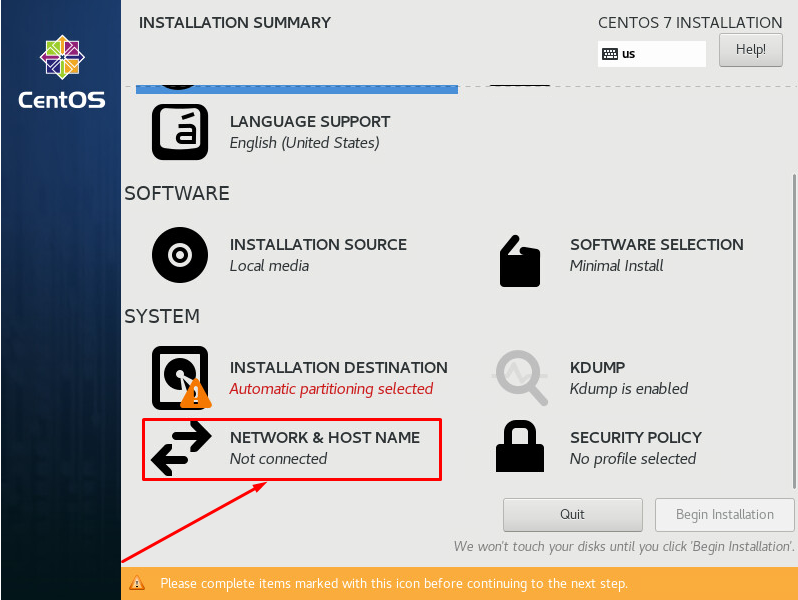 INSTALLATION SUMMARY
CENTOS 7 INSTALLATION
us
Help!
CentOS
LANGUAGE SUPPORT
English (United States)
SOFTWARE
INSTALLATION SOURCE
Local media
SOFTWARE SELECTION
Minimal Install
SYSTEM
INSTALLATION DESTINATION
Automatic partitioning selected
KDUMP
Kdump is enabled
NETWORK & HOST NAME
Not connected
SECURITY POLICY
No profile selected
Quit
Begin Installation
We won't touch your disks until you click 'Begin Installation'.
Please complete items marked with this icon before continuing to the next step.